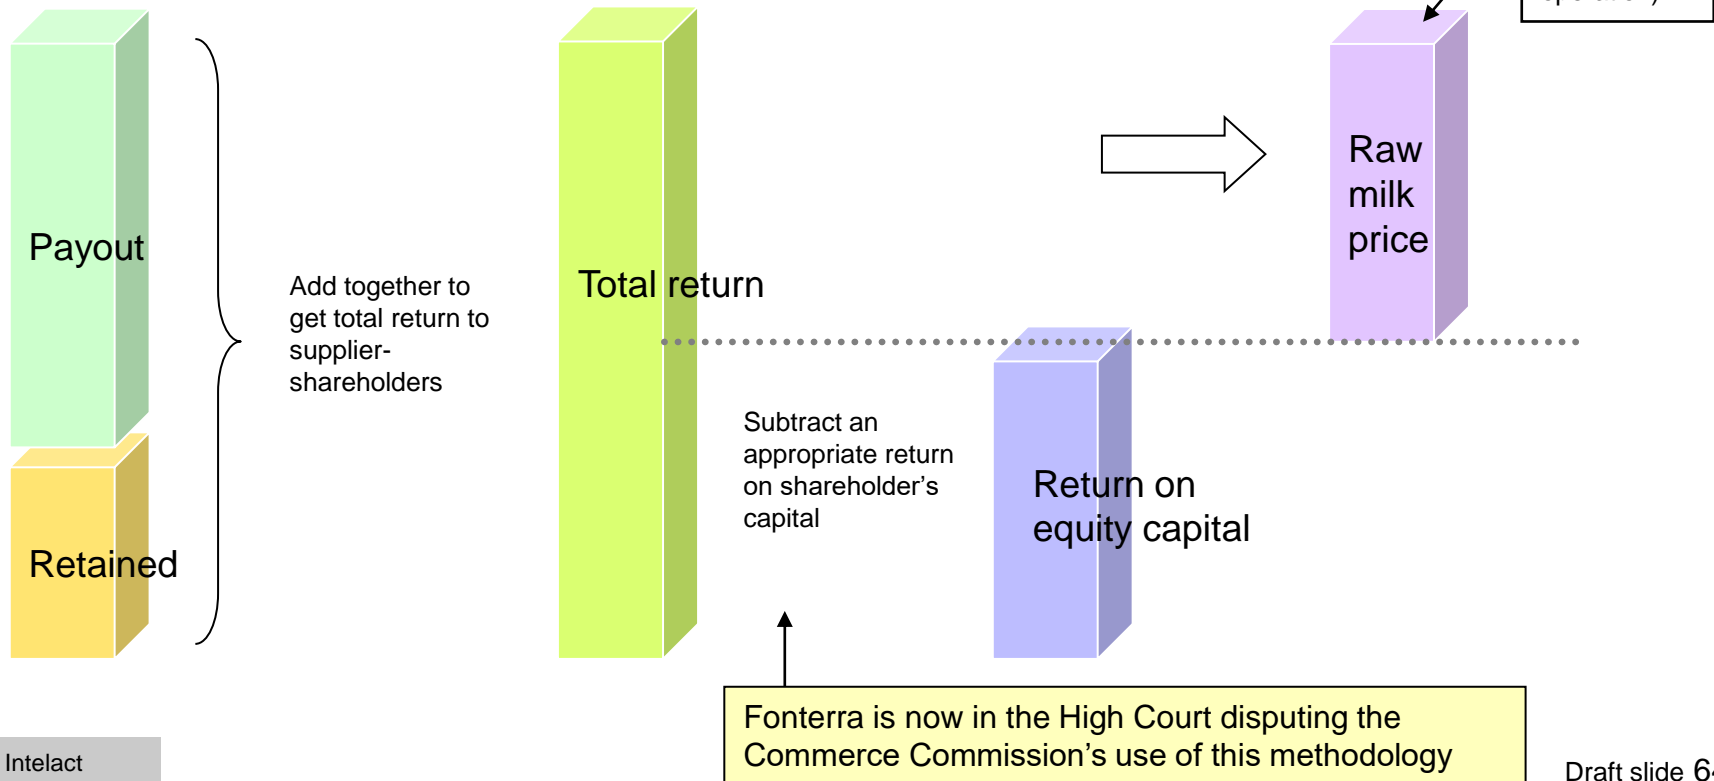 Payout
Retained
Add together to
get total return to
supplier-
shareholders
Total return
Subtract an
appropriate return
on shareholder's
capital
Return on
equity capital
Raw
milk
price
Fonterra is now in the High Court disputing the
Commerce Commission's use of this methodology
Intelact
Draft slide